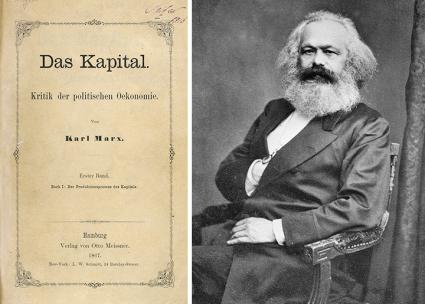 Das Kapital.
Kritik der politischen Oekonomie.
Von
Karl Marx.
Erster Band.
Buch I: Der Produktionsprocess des Kapitals.
Hamburg
Verlag von Otto Meissner.
1867.
New-York: L. W. Schmidt, 24 Barclay-Street.